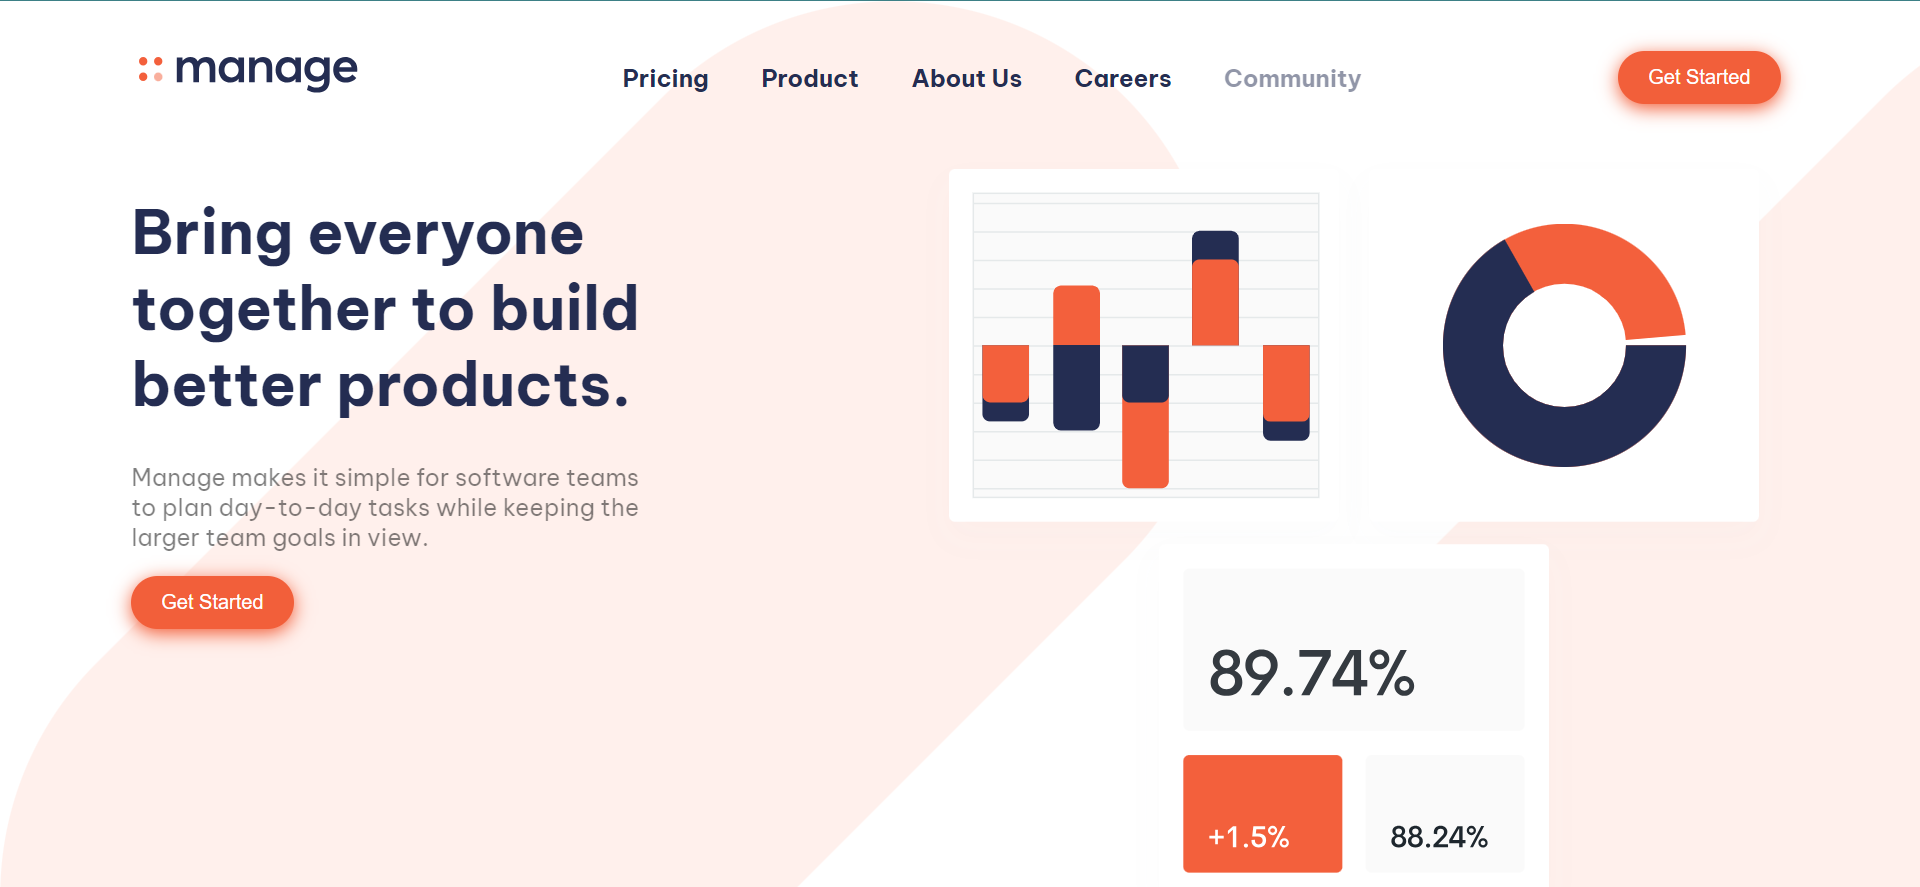 manage
Pricing Product About Us Careers Community
Get Started
Bring everyone
together to build
better products.
Manage makes it simple for software teams
to plan day-to-day tasks while keeping the
larger team goals in view.
Get Started
89.74%
+1.5%
88.24%